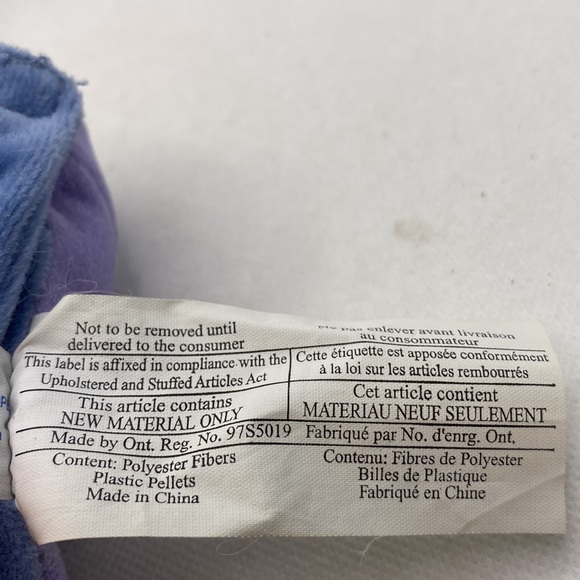 Not to be removed until
delivered to the consumer
This label is affixed in compliance with the
Upholstered and Stuffed Articles Act
This article contains
NEW MATERIAL ONLY
Made by Ont. Reg. No. 97S5019
Content: Polyester Fibers
Plastic Pellets
Made in China
pas enlever avant livraison
au consommateur
Cette étiquette est apposée conformément
à la loi sur les articles rembourrés
Cet article contient
MATERIAU NEUF SEULEMENT
Fabriqué par No. d'enrg. Ont.
Contenu: Fibres de Polyester
Billes de Plastique
Fabriqué en Chine